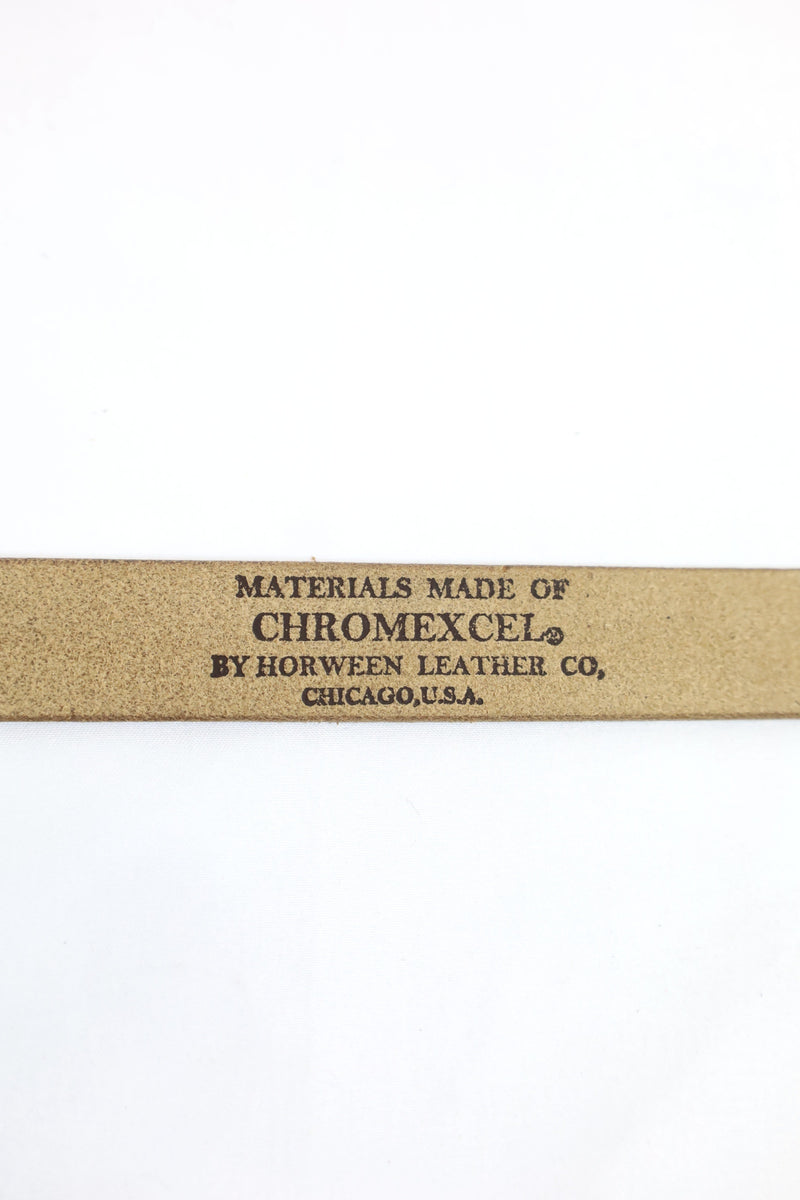 MATERIALS MADE OF
CHROMEXCEL®
BY HORWEEN LEATHER CO,
CHICAGO,U.S.A.